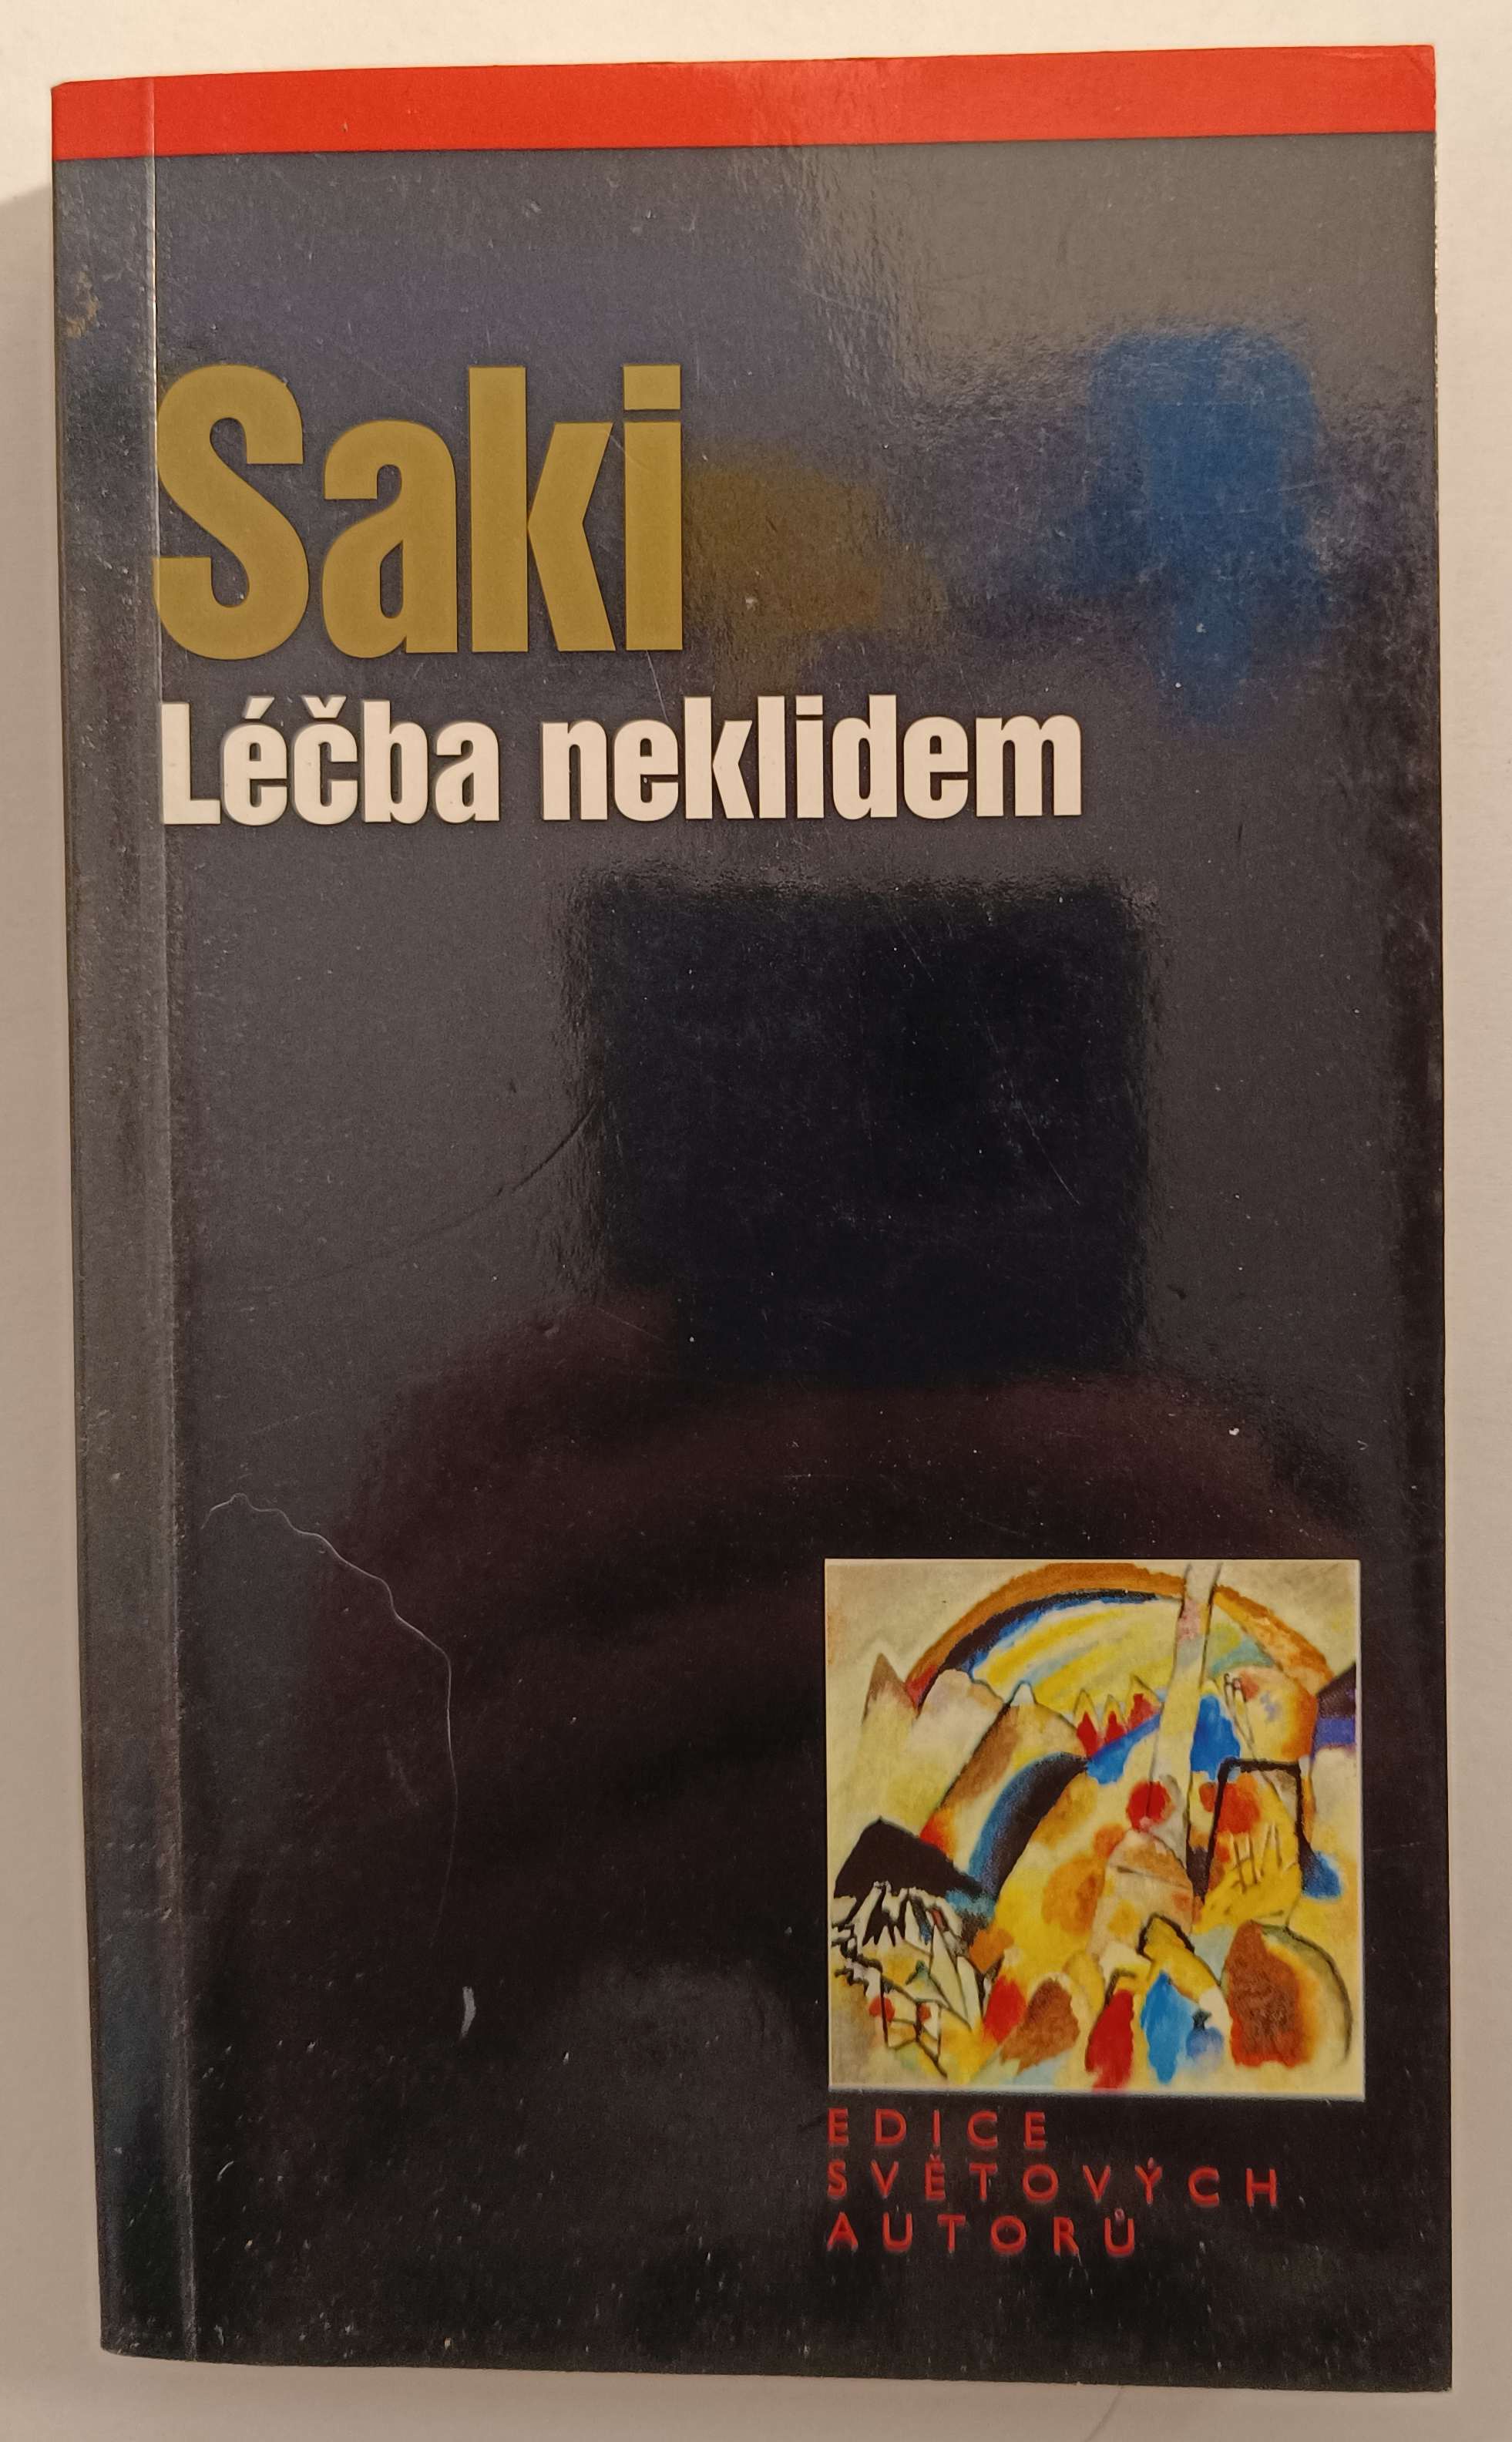 Saki
Léčba neklidem
EDICE
SVĚTOVÝCH
AUTORŮ